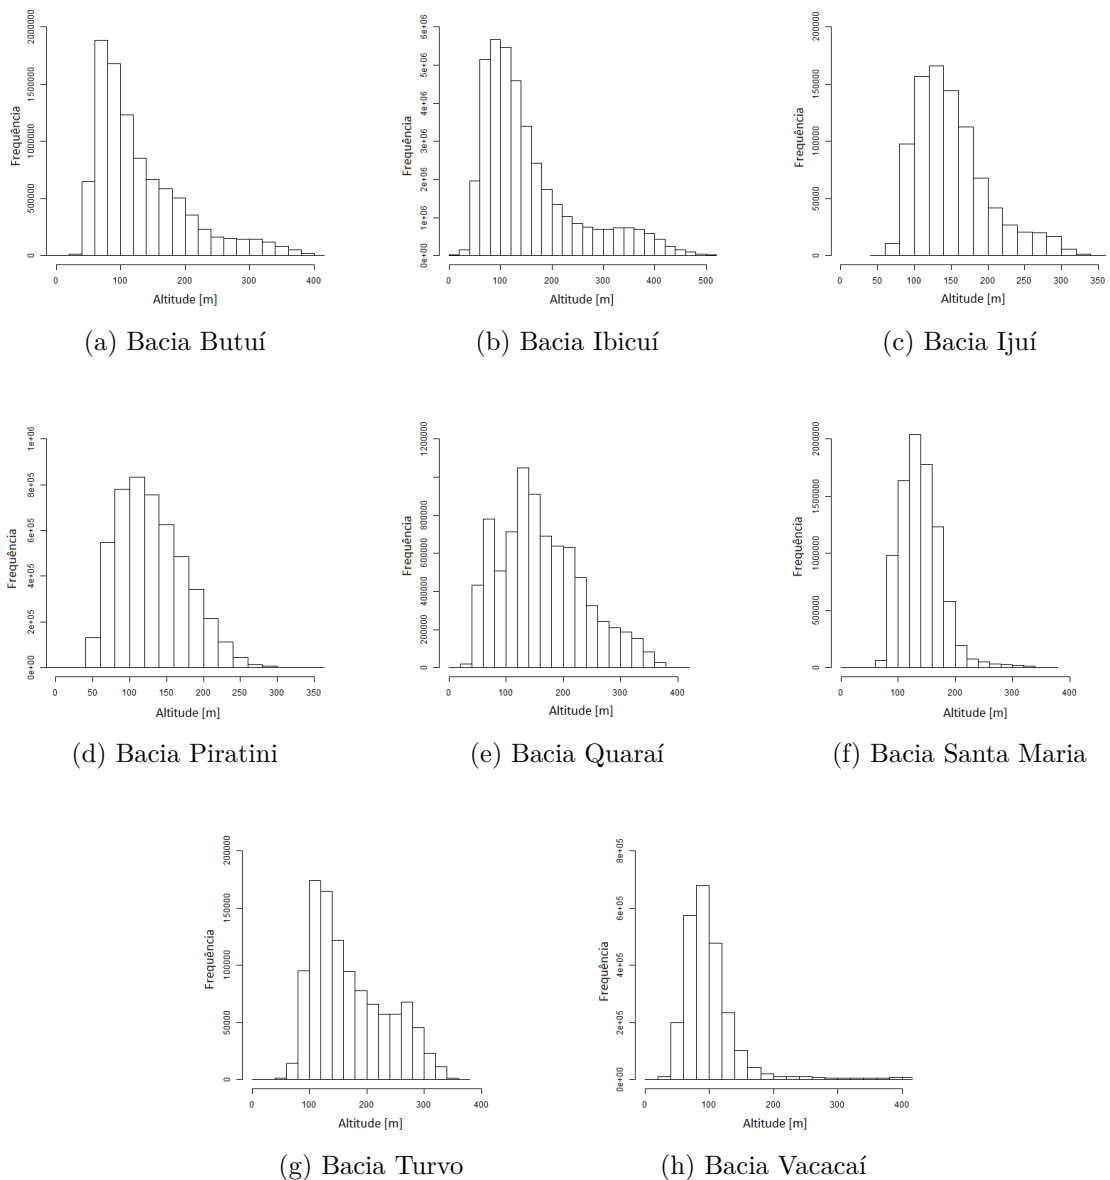 2000000
1500000
1000000
500000
0
Frequência
0 100 200 300 400
Altitude [m]
(a) Bacia Butuí
6e+06
5e+06
4e+06
3e+06
2e+06
1e+06
0e+00
Frequência
0 100 200 300 400 500
Altitude [m]
(b) Bacia Ibicuí
200000
150000
100000
50000
0
Frequência
0 50 100 150 200 250 300 350
Altitude [m]
(c) Bacia Ijuí
1e+06
8e+05
6e+05
4e+05
2e+05
0e+00
Frequência
0 50 100 150 200 250 300 350
Altitude [m]
(d) Bacia Piratini
1200000
800000
600000
400000
200000
0
Frequência
0 100 200 300 400
Altitude [m]
(e) Bacia Quaraí
2000000
1500000
1000000
500000
0
Frequência
0 100 200 300 400
Altitude [m]
(f) Bacia Santa Maria
200000
150000
100000
50000
0
Frequência
0 100 200 300 400
Altitude [m]
(g) Bacia Turvo
8e+05
6e+05
4e+05
2e+05
0e+00
Frequência
0 100 200 300 400
Altitude [m]
(h) Bacia Vacacaí